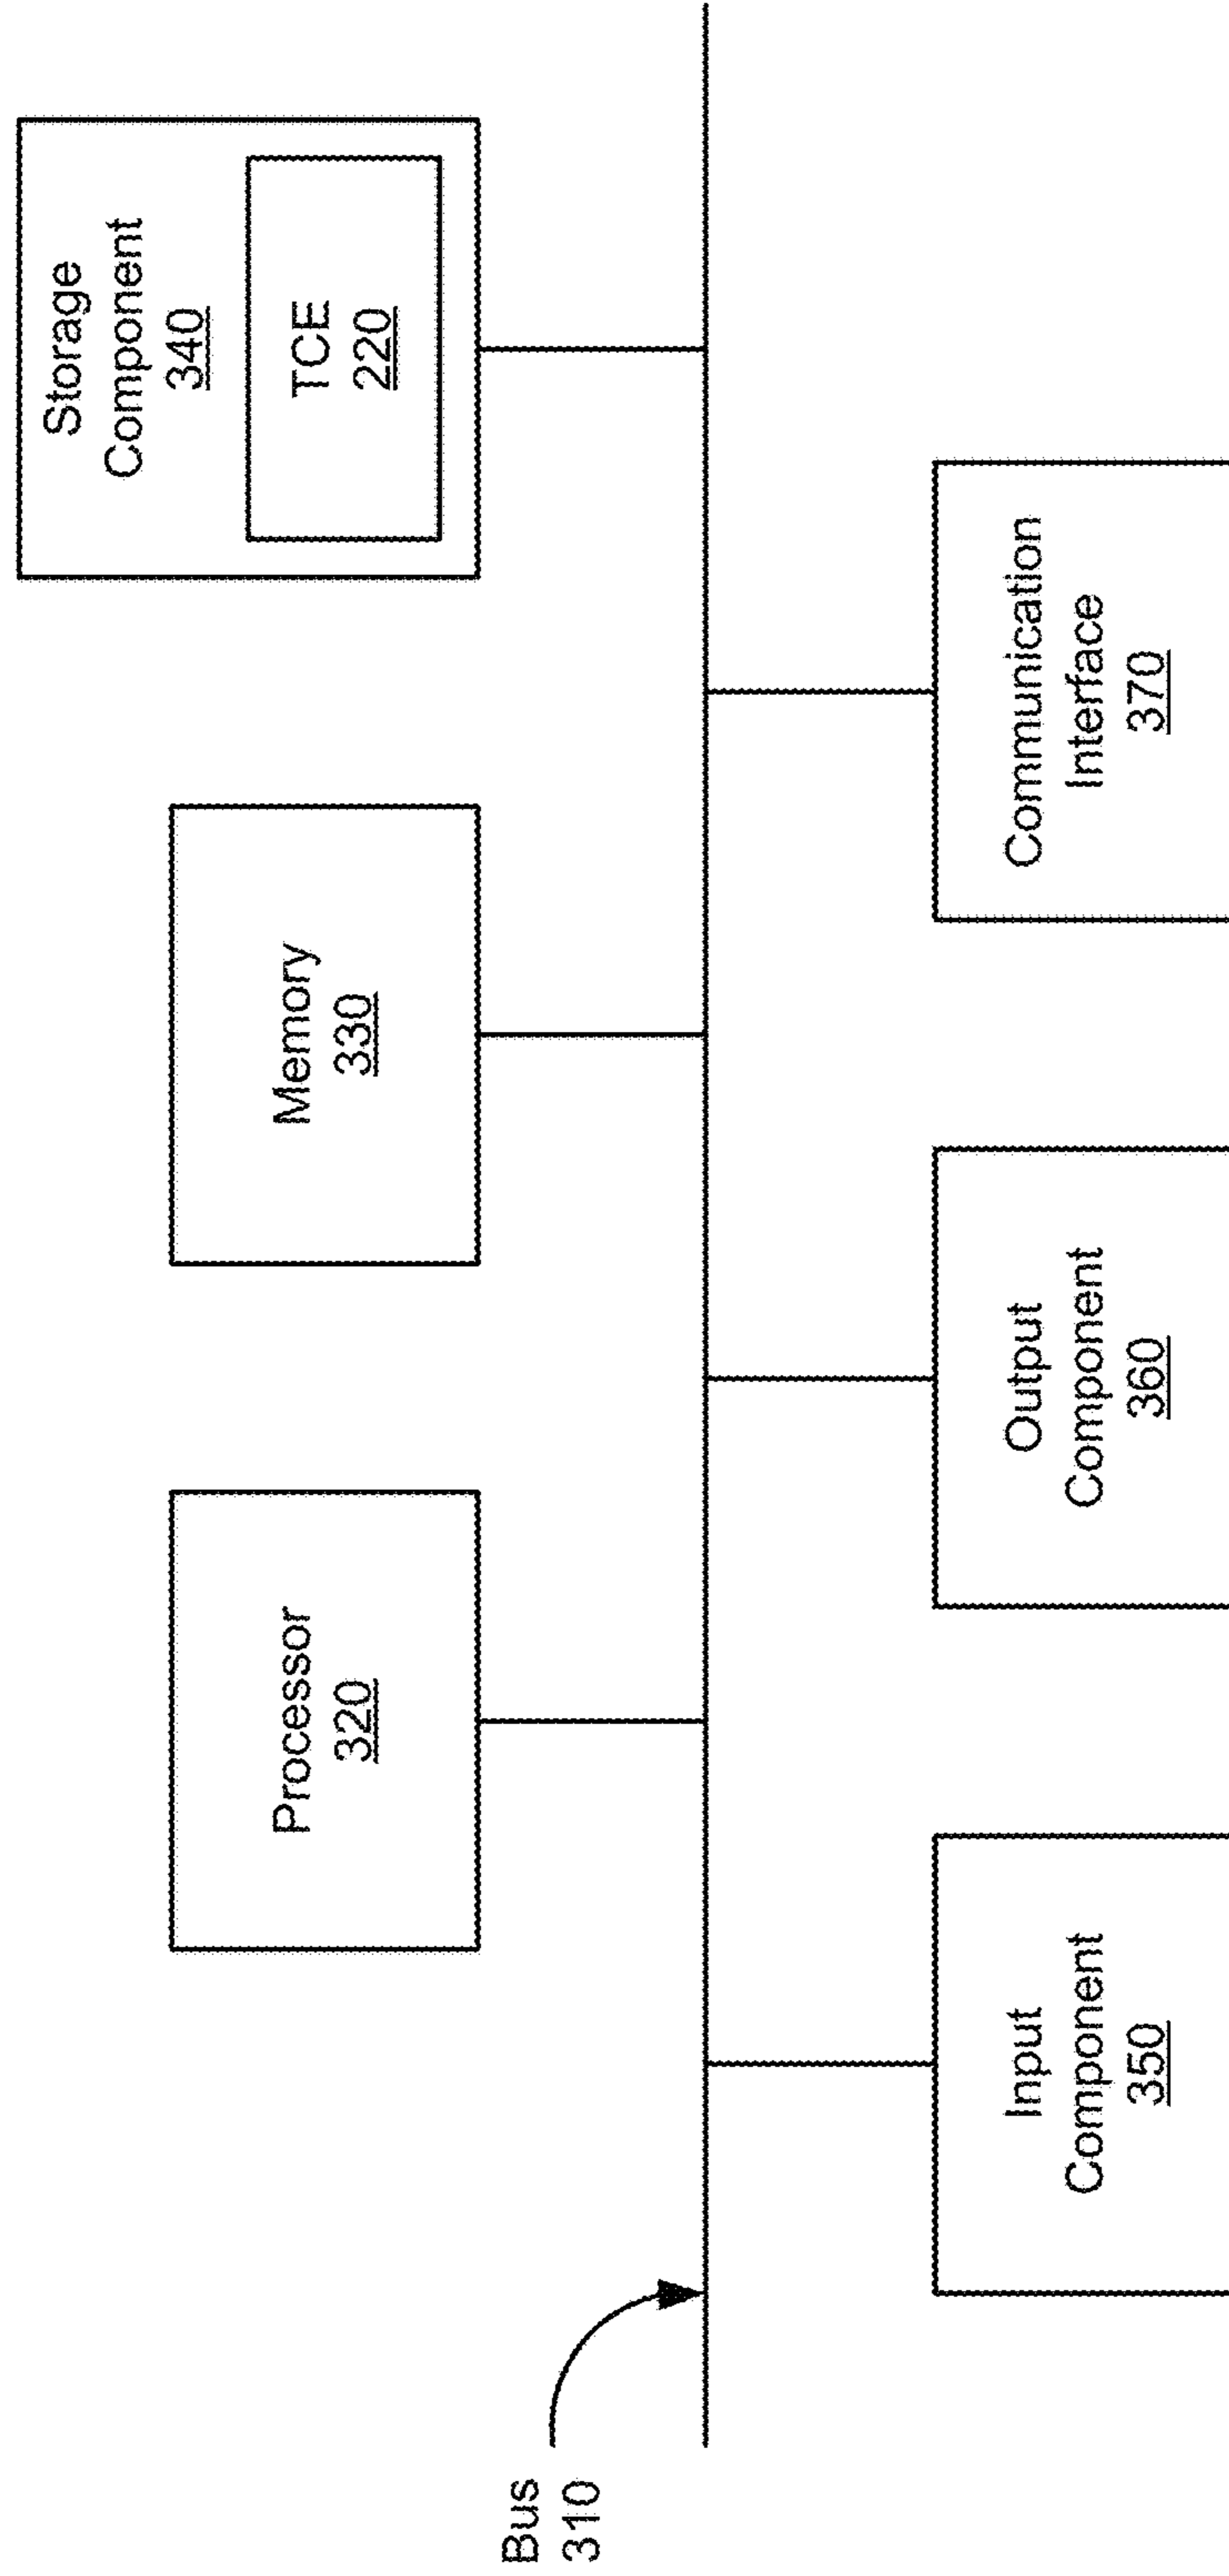 Bus
310
Processor
320
Memory
330
Storage
Component
340
TCE
220
Input
Component
350
Output
Component
360
Communication
Interface
370